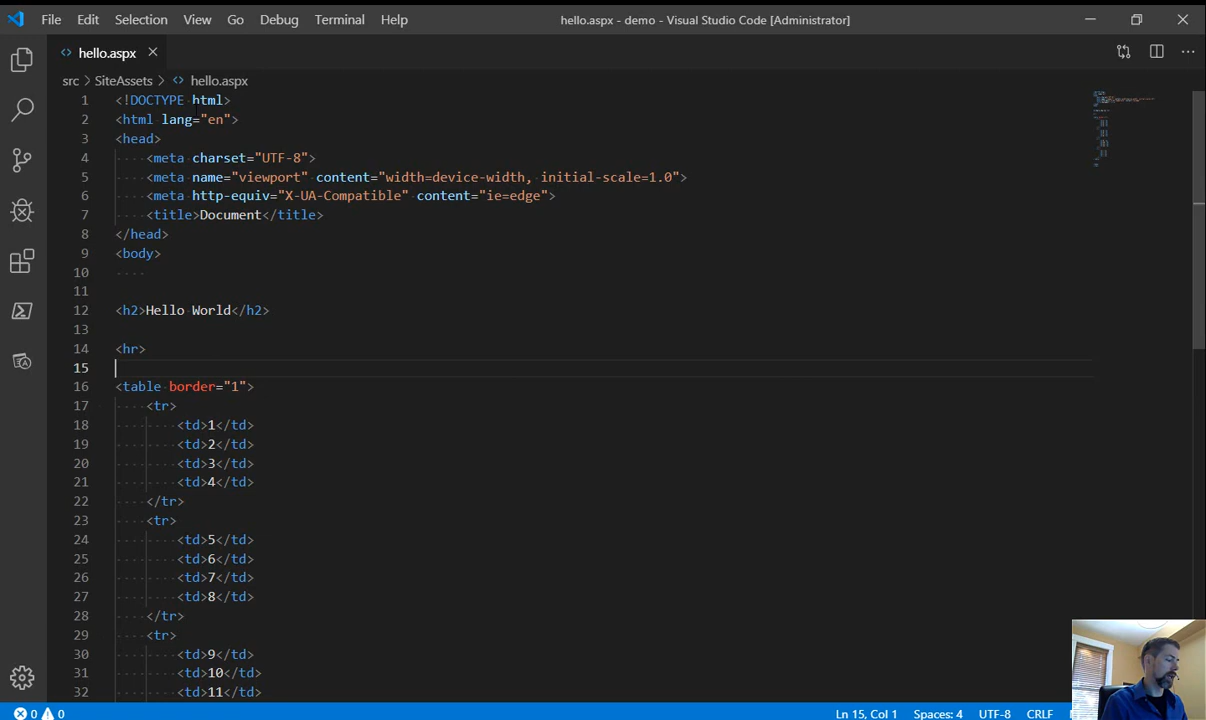 File Edit Selection View Go Debug Terminal Help hello.aspx - demo - Visual Studio Code [Administrator]
hello.aspx
src > SiteAssets > hello.aspx
1 <!DOCTYPE html>
2 <html lang="en">
3 <head>
4 <meta charset="UTF-8">
5 <meta name="viewport" content="width=device-width, initial-scale=1.0">
6 <meta http-equiv="X-UA-Compatible" content="ie=edge">
7 <title>Document</title>
8 </head>
9 <body>
10
11
12 <h2>Hello World</h2>
13
14 <hr>
15
16 <table border="1">
17 <tr>
18 <td>1</td>
19 <td>2</td>
20 <td>3</td>
21 <td>4</td>
22 </tr>
23 <tr>
24 <td>5</td>
25 <td>6</td>
26 <td>7</td>
27 <td>8</td>
28 </tr>
29 <tr>
30 <td>9</td>
31 <td>10</td>
32 <td>11</td>
0 0 Ln 15, Col 1 Spaces: 4 UTF-8 CRLF